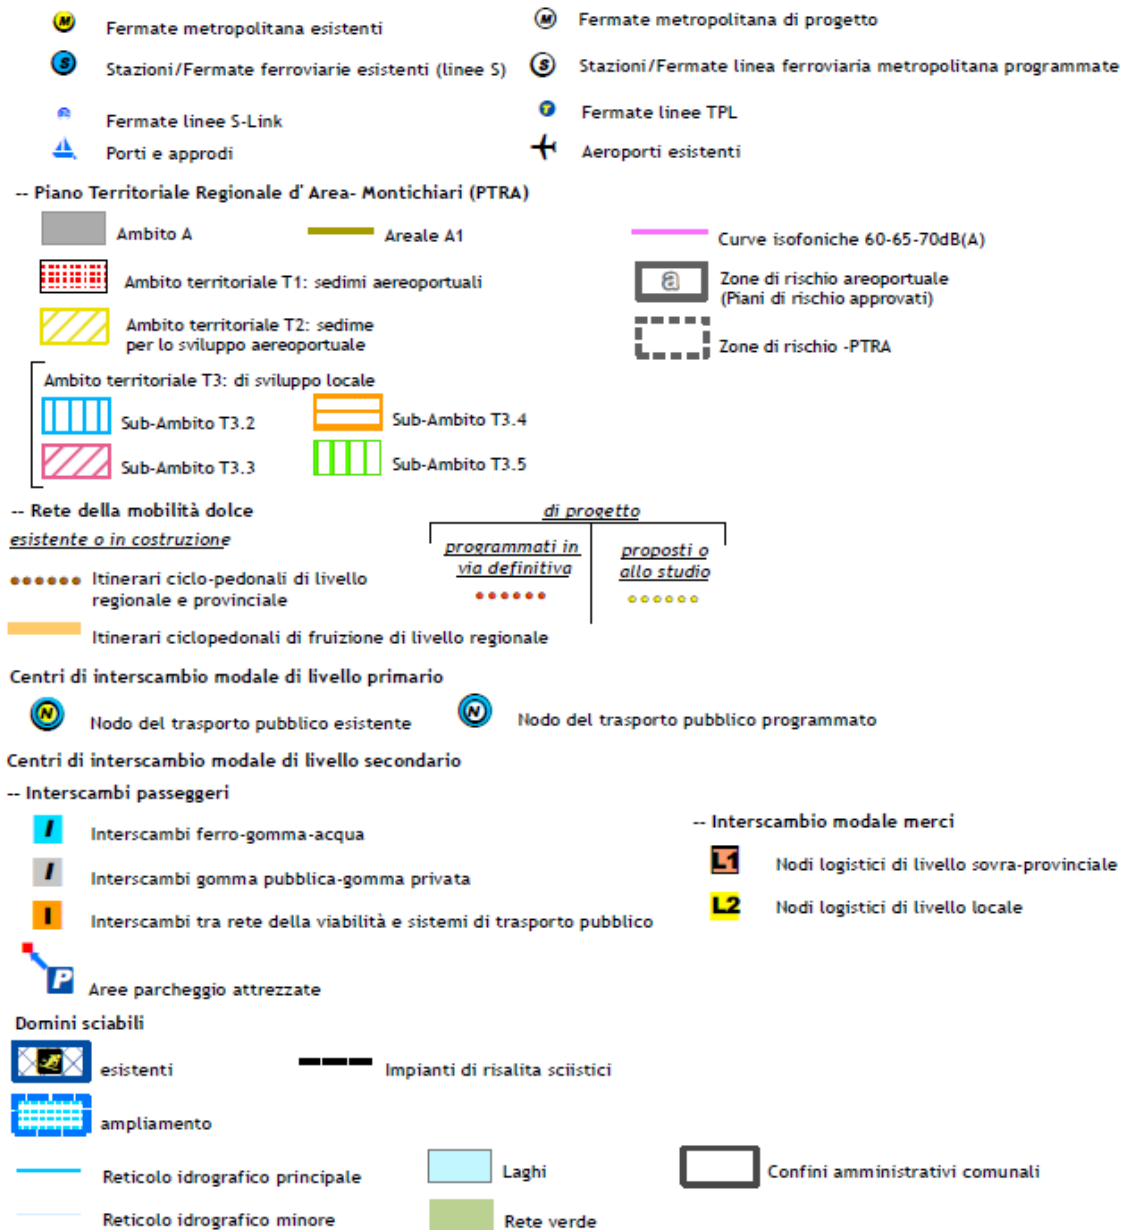 M Fermate metropolitana esistenti
M Fermate metropolitana di progetto
S Stazioni/Fermate ferroviarie esistenti (linee S)
S Stazioni/Fermate linea ferroviaria metropolitana programmate
Fermate linee S-Link
T Fermate linee TPL
Porti e approdi
Aeroporti esistenti
-- Piano Territoriale Regionale d' Area- Montichiari (PTRA)
Ambito A
Areale A1
Curve isofoniche 60-65-70dB(A)
Ambito territoriale T1: sedimi aereoportuali
a Zone di rischio areoportuale
(Piani di rischio approvati)
Ambito territoriale T2: sedime
per lo sviluppo aereoportuale
Zone di rischio -PTRA
Ambito territoriale T3: di sviluppo locale
Sub-Ambito T3.2
Sub-Ambito T3.4
Sub-Ambito T3.3
Sub-Ambito T3.5
-- Rete della mobilità dolce
di progetto
esistente o in costruzione
programmati in
via definitiva
proposti o
allo studio
Itinerari ciclo-pedonali di livello
regionale e provinciale
Itinerari ciclopedonali di fruizione di livello regionale
Centri di interscambio modale di livello primario
N Nodo del trasporto pubblico esistente
N Nodo del trasporto pubblico programmato
Centri di interscambio modale di livello secondario
-- Interscambi passeggeri
I Interscambi ferro-gomma-acqua
I Interscambi gomma pubblica-gomma privata
I Interscambi tra rete della viabilità e sistemi di trasporto pubblico
-- Interscambio modale merci
L1 Nodi logistici di livello sovra-provinciale
L2 Nodi logistici di livello locale
P Aree parcheggio attrezzate
Domini sciabili
esistenti
Impianti di risalita sciistici
ampliamento
Reticolo idrografico principale
Laghi
Confini amministrativi comunali
Reticolo idrografico minore
Rete verde